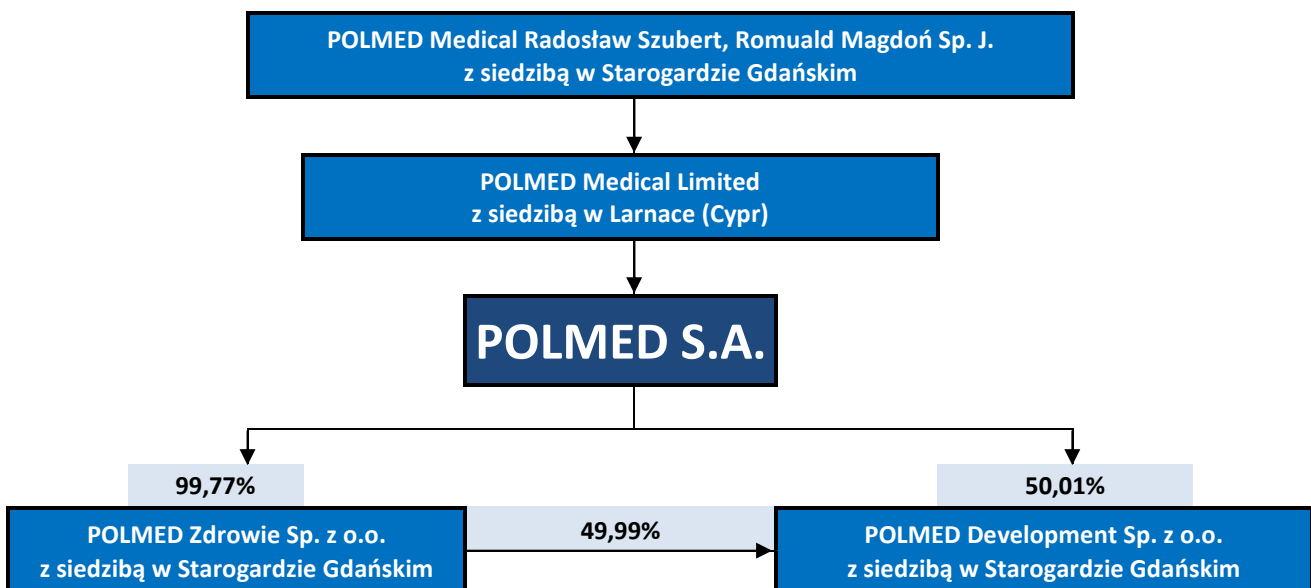 POLMED Medical Radosław Szubert, Romuald Magdoń Sp. J.
z siedzibą w Starogardzie Gdańskim
POLMED Medical Limited
z siedzibą w Larnace (Cypr)
POLMED S.A.
99,77%
50,01%
POLMED Zdrowie Sp. z o.o.
z siedzibą w Starogardzie Gdańskim
49,99%
POLMED Development Sp. z o.o.
z siedzibą w Starogardzie Gdańskim